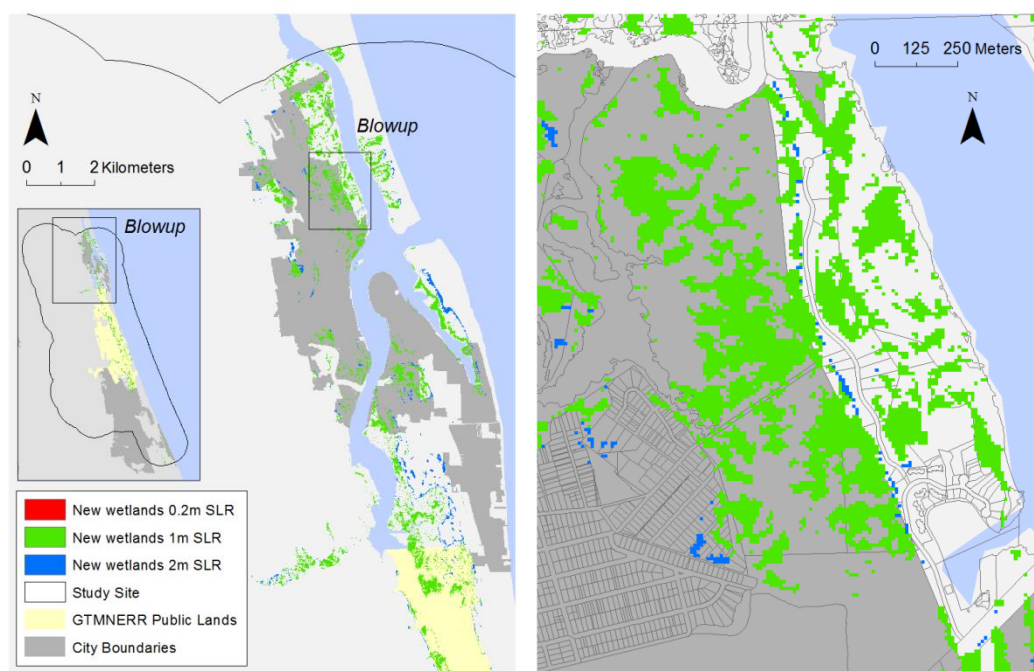 N
0 1 2 Kilometers
Blowup
Blowup
New wetlands 0.2m SLR
New wetlands 1m SLR
New wetlands 2m SLR
Study Site
GTMNERR Public Lands
City Boundaries
0 125 250 Meters
N